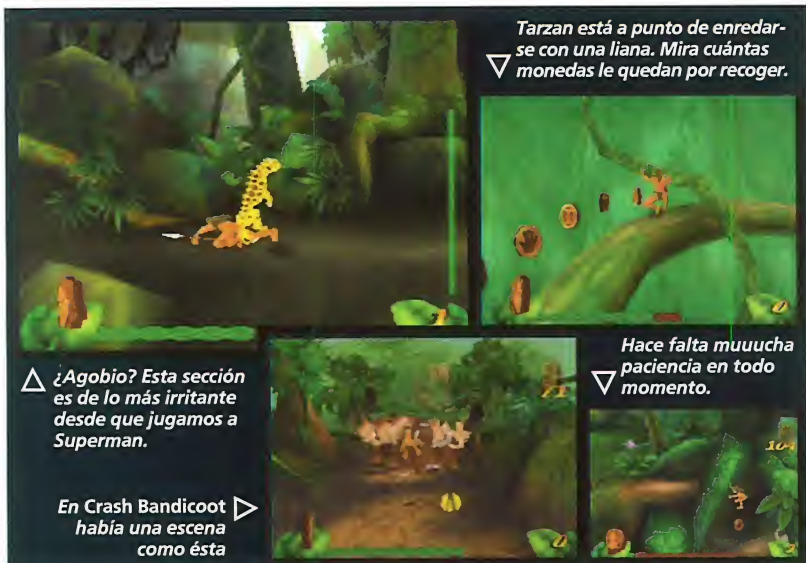 Tarzan está a punto de enredar-
se con una liana. Mira cuántas
monedas le quedan por recoger.
¿Agobio? Esta sección
es de lo más irritante
desde que jugamos a
Superman.
Hace falta muuucha
paciencia en todo
momento.
En Crash Bandicoot
había una escena
como ésta
104